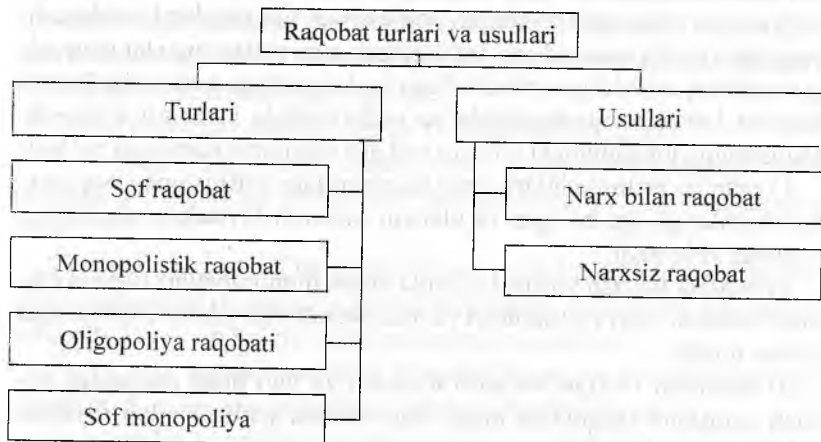 Raqobat turlari va usullari
Turlari
Usullari
Sof raqobat
Monopolistik raqobat
Oligopoliya raqobati
Sof monopoliya
Narx bilan raqobat
Narxsiz raqobat